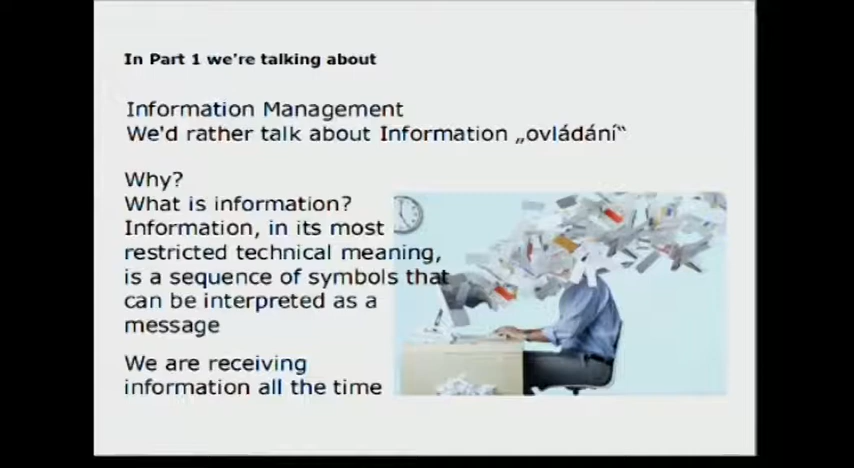 In Part 1 we're talking about
Information Management
We'd rather talk about Information „ovládání“
Why?
What is information?
Information, in its most
restricted technical meaning,
is a sequence of symbols that
can be interpreted as a
message
We are receiving
information all the time